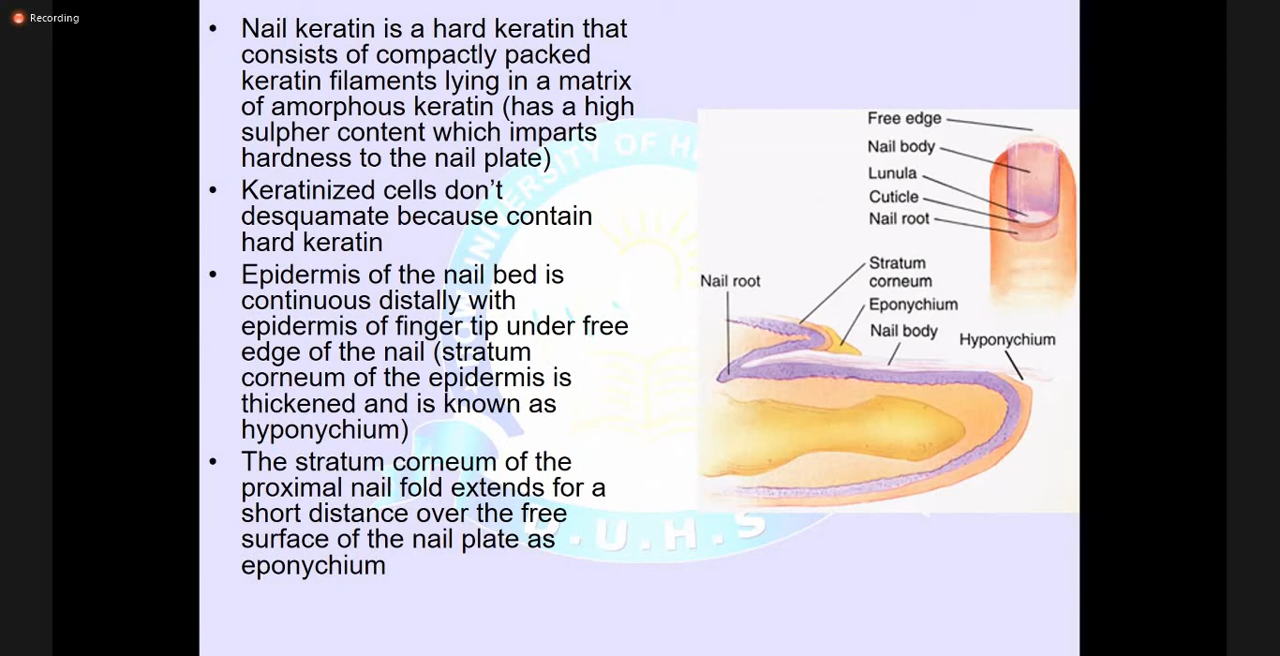 Recording
• Nail keratin is a hard keratin that
consists of compactly packed
keratin filaments lying in a matrix
of amorphous keratin (has a high
sulpher content which imparts
hardness to the nail plate)
• Keratinized cells don’t
desquamate because contain
hard keratin
• Epidermis of the nail bed is
continuous distally with
epidermis of finger tip under free
edge of the nail (stratum
corneum of the epidermis is
thickened and is known as
hyponychium)
• The stratum corneum of the
proximal nail fold extends for a
short distance over the free
surface of the nail plate as
eponychium
Free edge
Nail body
Lunula
Cuticle
Nail root
Stratum
corneum
Nail root
Eponychium
Nail body
Hyponychium
UNIVERSITY OF
D.U.H.S